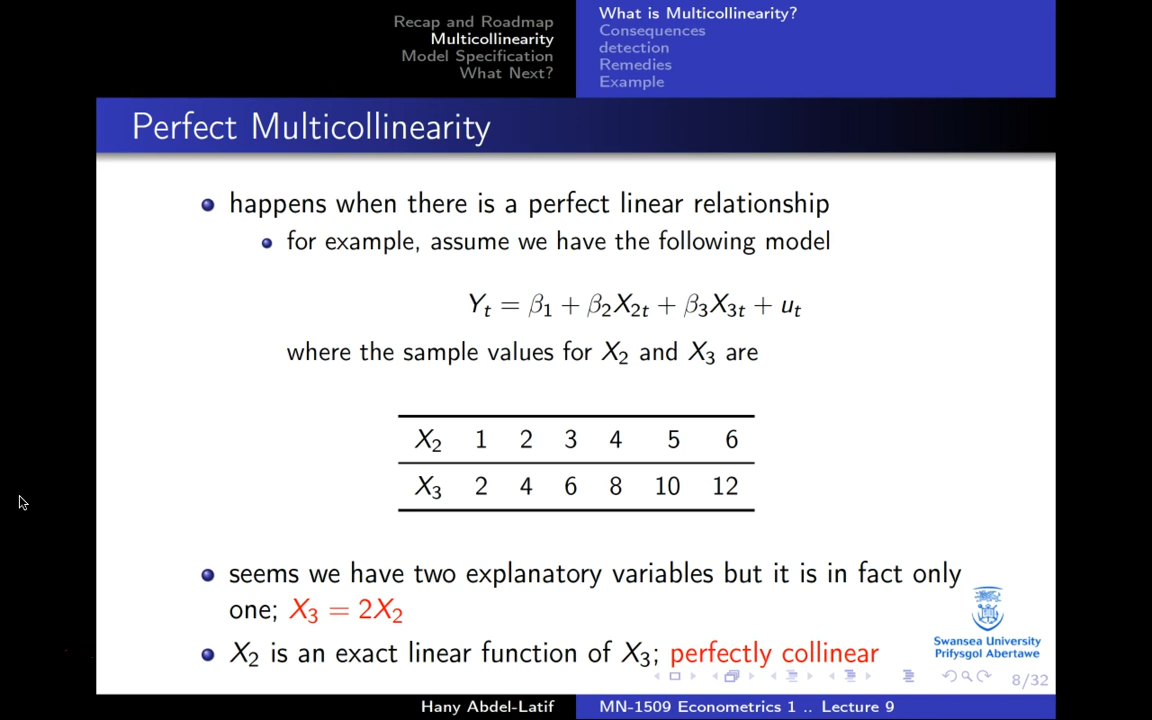 Recap and Roadmap
Multicollinearity
Model Specification
What Next?
What is Multicollinearity?
Consequences
detection
Remedies
Example
Perfect Multicollinearity
happens when there is a perfect linear relationship
for example, assume we have the following model
Yₜ = β₁ + β₂X₂ₜ + β₃X₃ₜ + uₜ
where the sample values for X₂ and X₃ are
X₂ 1 2 3 4 5 6
X₃ 2 4 6 8 10 12
seems we have two explanatory variables but it is in fact only
one; X₃ = 2X₂
X₂ is an exact linear function of X₃; perfectly collinear
Swansea University
Prifysgol Abertawe
8/32
Hany Abdel-Latif
MN-1509 Econometrics 1 .. Lecture 9